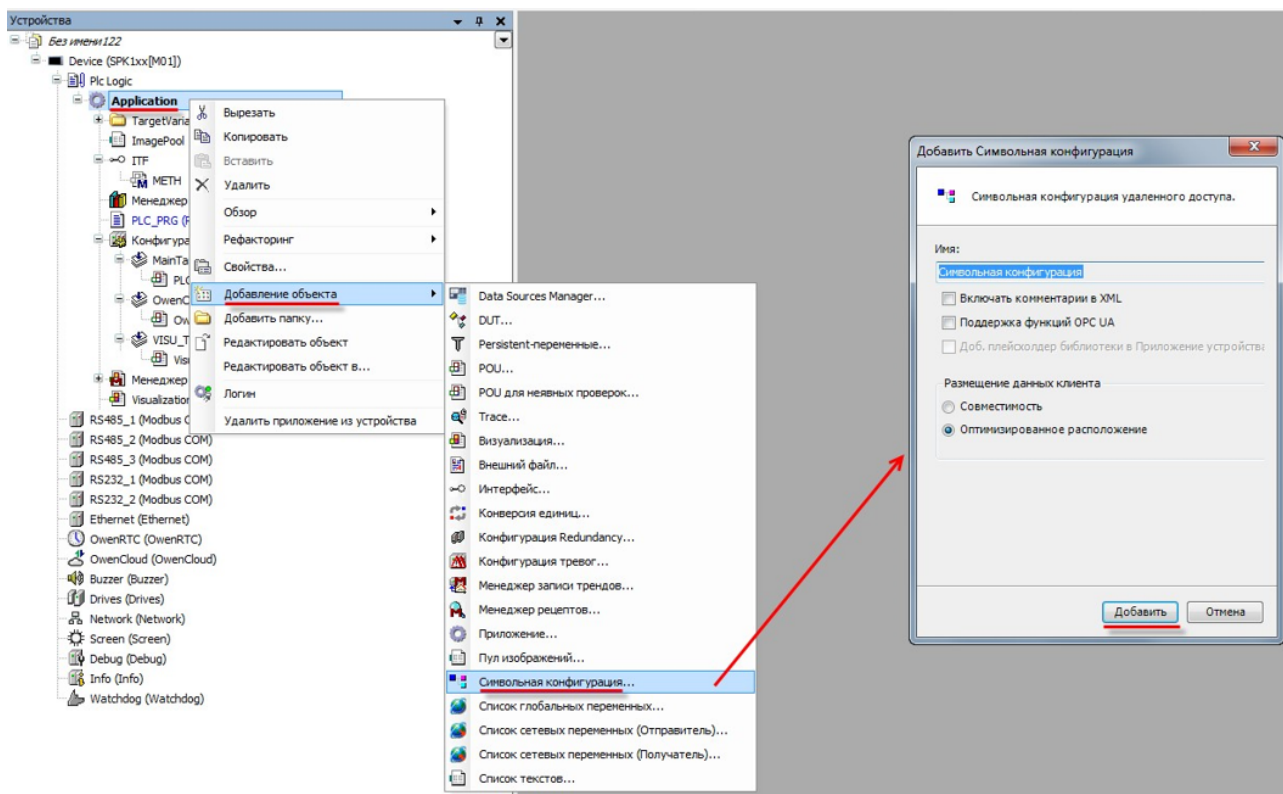 Устройства
Без имени122
Device (SPK1xx[M01])
Plc Logic
Application
TargetVaria
ImagePool
ITF
METH
Менеджер
PLC_PRG (P
Конфигура
MainTa
PLC
OwenC
Ow
VISU_T
Visu
Менеджер
Visualization
RS485_1 (Modbus C
RS485_2 (Modbus COM)
RS485_3 (Modbus COM)
RS232_1 (Modbus COM)
RS232_2 (Modbus COM)
Ethernet (Ethernet)
OwenRTC (OwenRTC)
OwenCloud (OwenCloud)
Buzzer (Buzzer)
Drives (Drives)
Network (Network)
Screen (Screen)
Debug (Debug)
Info (Info)
Watchdog (Watchdog)
Вырезать
Копировать
Вставить
Удалить
Обзор
Рефакторинг
Свойства...
Добавление объекта
Добавить папку...
Редактировать объект
Редактировать объект в...
Логин
Удалить приложение из устройства
Data Sources Manager...
DUT...
Persistent-переменные...
POU...
POU для неявных проверок...
Trace...
Визуализация...
Внешний файл...
Интерфейс...
Конверсия единиц...
Конфигурация Redundancy...
Конфигурация тревог...
Менеджер записи трендов...
Менеджер рецептов...
Приложение...
Пул изображений...
Символьная конфигурация...
Список глобальных переменных...
Список сетевых переменных (Отправитель)...
Список сетевых переменных (Получатель)...
Список текстов...
Добавить Символьная конфигурация
Символьная конфигурация удаленного доступа.
Имя:
Символьная конфигурация
Включать комментарии в XML
Поддержка функций OPC UA
Доб. плейсхолдер библиотеки в Приложение устройства
Размещение данных клиента
Совместимость
Оптимизированное расположение
Добавить
Отмена